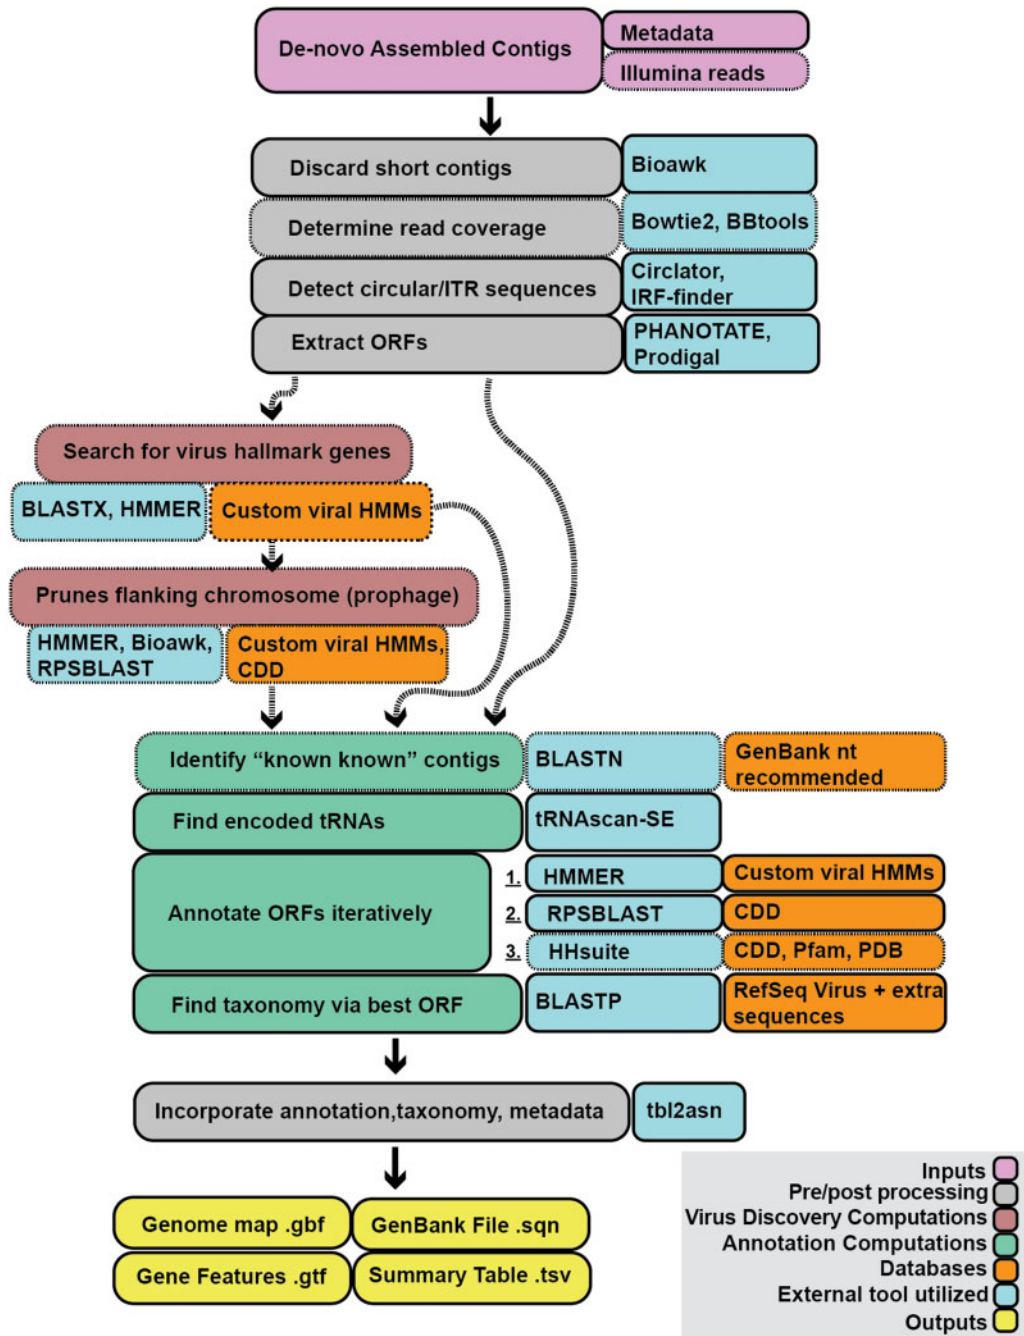 De-novo Assembled Contigs
Metadata
Illumina reads
Discard short contigs
Bioawk
Determine read coverage
Bowtie2, BBtools
Detect circular/ITR sequences
Circlator,
IRF-finder
Extract ORFs
PHANOTATE,
Prodigal
Search for virus hallmark genes
BLASTX, HMMER
Custom viral HMMs
Prunes flanking chromosome (prophage)
HMMER, Bioawk,
RPSBLAST
Custom viral HMMs,
CDD
Identify “known known” contigs
BLASTN
GenBank nt
recommended
Find encoded tRNAs
tRNAscan-SE
Annotate ORFs iteratively
1.
HMMER
Custom viral HMMs
2.
RPSBLAST
CDD
3.
HHsuite
CDD, Pfam, PDB
Find taxonomy via best ORF
BLASTP
RefSeq Virus + extra
sequences
Incorporate annotation,taxonomy, metadata
tbl2asn
Genome map .gbf
GenBank File .sqn
Gene Features .gtf
Summary Table .tsv
Inputs
Pre/post processing
Virus Discovery Computations
Annotation Computations
Databases
External tool utilized
Outputs